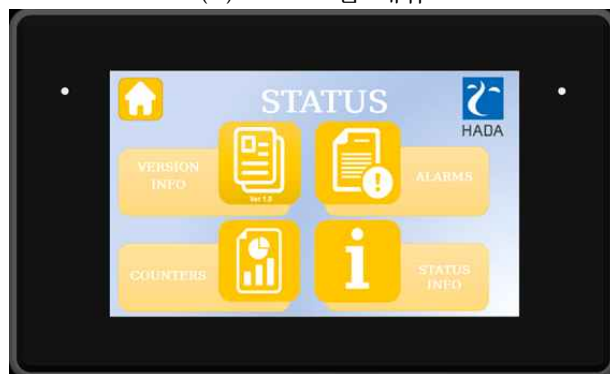 STATUS
HADA
VERSION
INFO
Ver 1.0
ALARMS
COUNTERS
STATUS
INFO